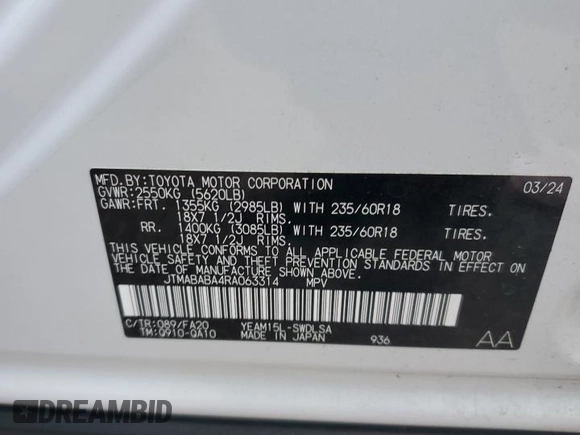 MFD.BY:TOYOTA MOTOR CORPORATION 03/24
GVWR:2550KG (5620LB)
GAWR:FRT. 1355KG (2985LB) WITH 235/60R18 TIRES.
18X7 1/2J RIMS.
RR. 1400KG (3085LB) WITH 235/60R18 TIRES.
18X7 1/2J RIMS.
THIS VEHICLE CONFORMS TO ALL APPLICABLE FEDERAL MOTOR
VEHICLE SAFETY AND THEFT PREVENTION STANDARDS IN EFFECT
ON THE DATE OF MANUFACTURE SHOWN ABOVE.
JTMABABA4RA063314 MPV
C/TR:089/FA20 YEAM15L-SWDLSA
TM:Q910-QA10 MADE IN JAPAN 936 AA
DREAMBID